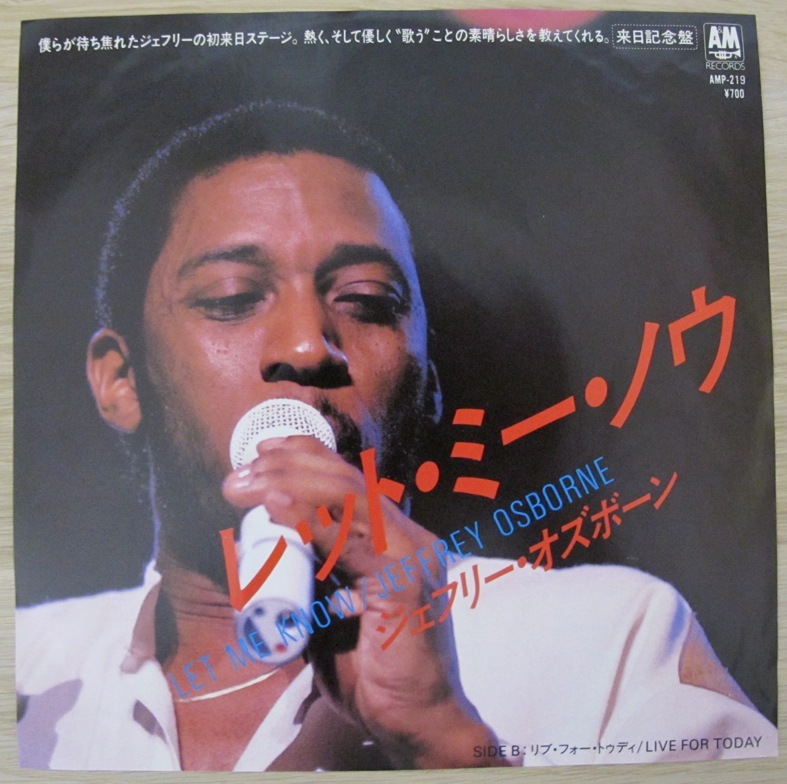 僕らが待ち焦れたジェフリーの初来日ステージ。熱く、そして優しく“歌う”ことの素晴らしさを教えてくれる。 来日記念盤
A&M
RECORDS
AMP-219
¥700
レット・ミー・ノウ
LET ME KNOW/JEFFREY OSBORNE
ジェフリー・オズボーン
SIDE B：リブ・フォー・トゥディ/LIVE FOR TODAY